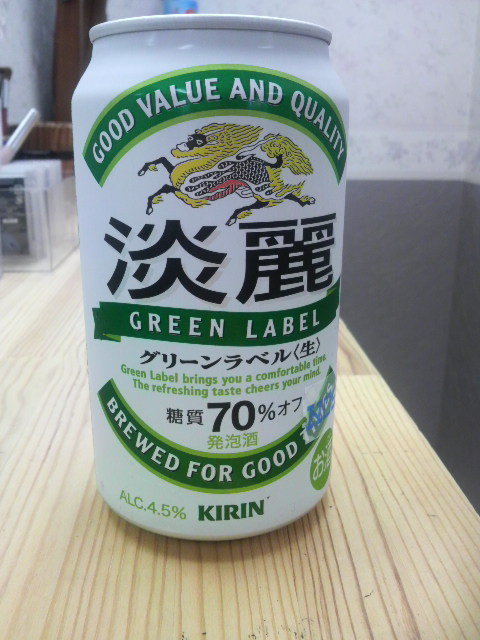 GOOD VALUE AND QUALITY
淡麗
GREEN LABEL
グリーンラベル〈生〉
Green Label brings you a comfortable time.
The refreshing taste cheers your mind.
糖質70%オフ
発泡酒
BREWED FOR GOOD
お酒
ALC.4.5% KIRIN